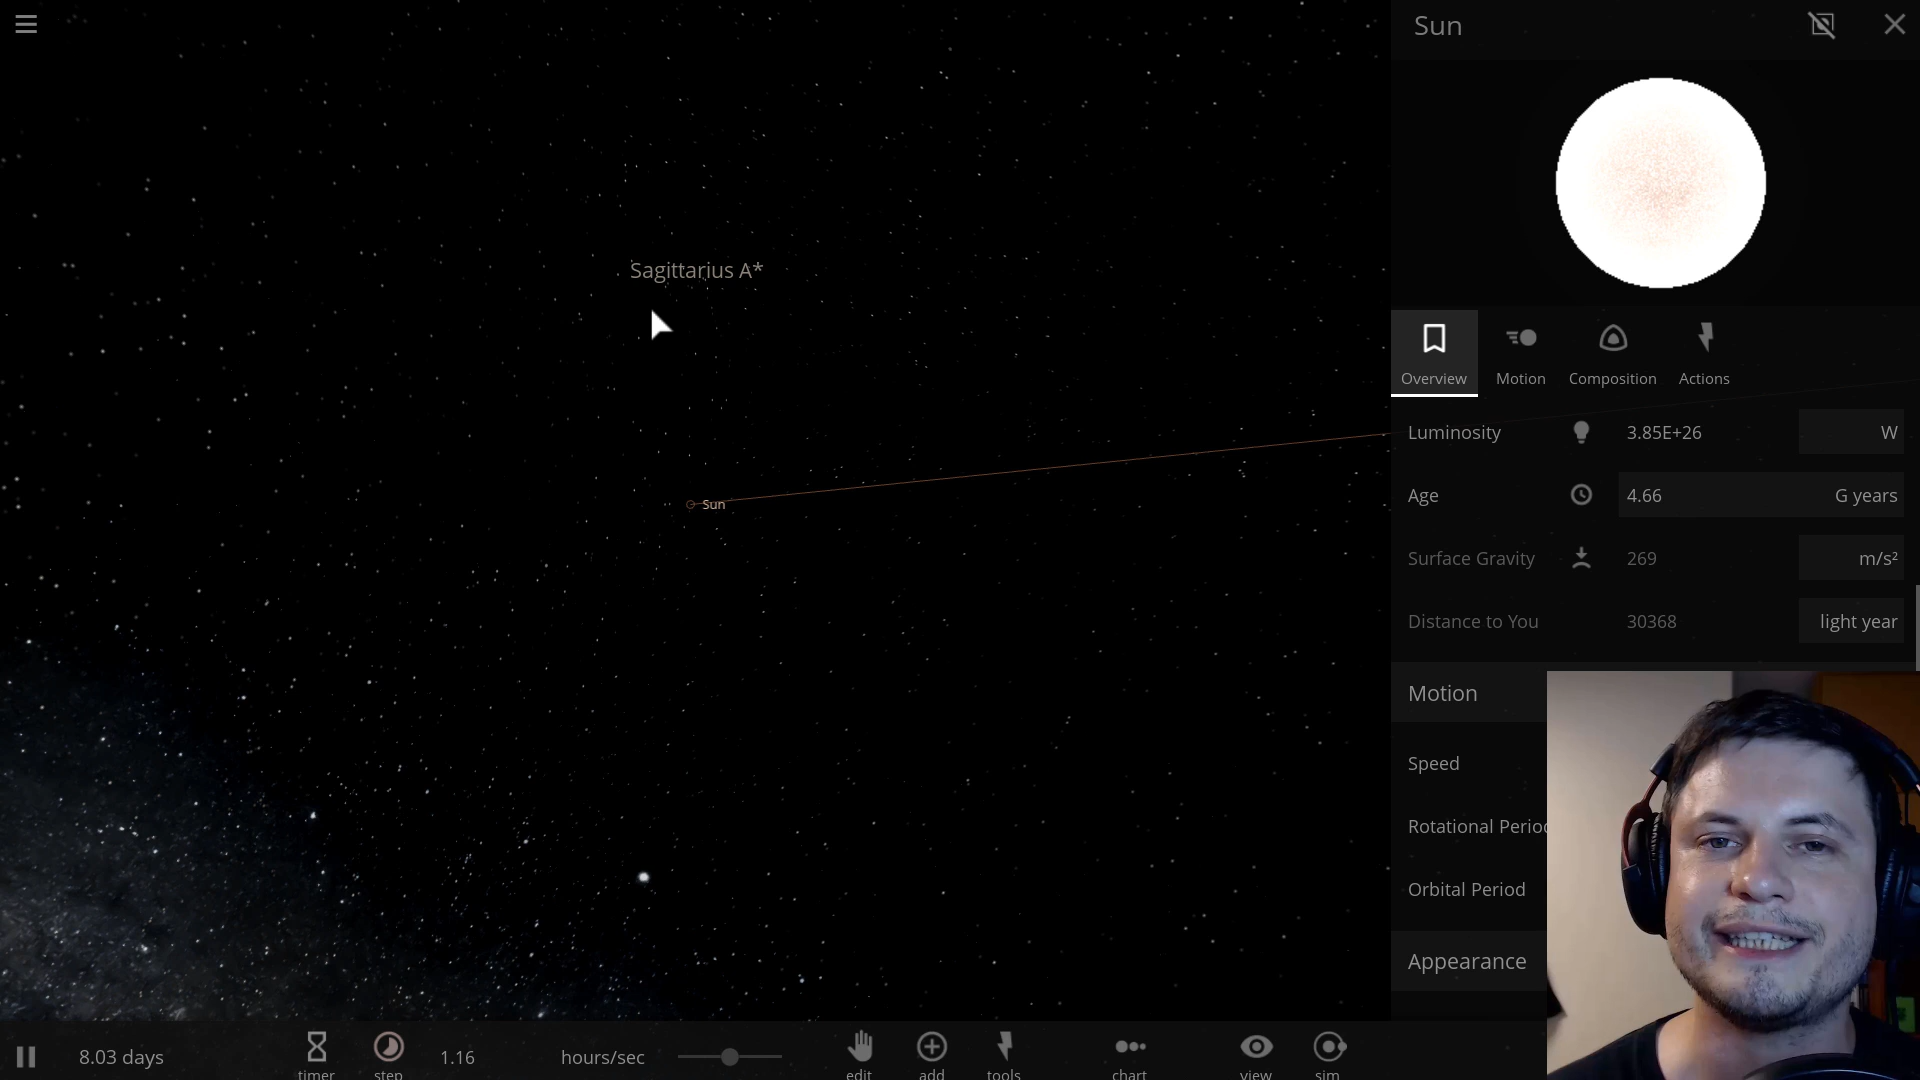 Sun
Sagittarius A*
Sun
Overview
Motion
Composition
Actions
Luminosity 3.85E+26 W
Age 4.66 G years
Surface Gravity 269 m/s²
Distance to You 30368 light year
Motion
Speed
Rotational Period
Orbital Period
Appearance
8.03 days
timer
step
1.16 hours/sec
edit
add
tools
chart
view
sim